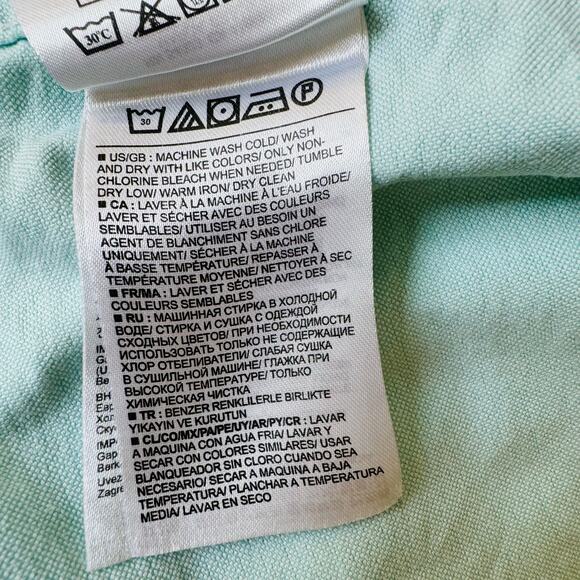 30°C
30
P
■ US/GB : MACHINE WASH COLD/ WASH
AND DRY WITH LIKE COLORS/ ONLY NON-
CHLORINE BLEACH WHEN NEEDED/ TUMBLE
DRY LOW/ WARM IRON/ DRY CLEAN
■ CA : LAVER À LA MACHINE À L'EAU FROIDE/
LAVER ET SÉCHER AVEC DES COULEURS
SEMBLABLES/ UTILISER AU BESOIN UN
AGENT DE BLANCHIMENT SANS CHLORE
UNIQUEMENT/ SÉCHER À LA MACHINE
À BASSE TEMPÉRATURE/ REPASSER À
TEMPÉRATURE MOYENNE/ NETTOYER À SEC
■ FR/MA : LAVER ET SÉCHER AVEC DES
COULEURS SEMBLABLES
■ RU : МАШИННАЯ СТИРКА В ХОЛОДНОЙ
ВОДЕ/ СТИРКА И СУШКА С ОДЕЖДОЙ
СХОДНЫХ ЦВЕТОВ/ ПРИ НЕОБХОДИМОСТИ
ИСПОЛЬЗОВАТЬ ТОЛЬКО НЕ СОДЕРЖАЩИЕ
ХЛОР ОТБЕЛИВАТЕЛИ/ СЛАБАЯ СУШКА
В СУШИЛЬНОЙ МАШИНЕ/ ГЛАЖКА ПРИ
ВЫСОКОЙ ТЕМПЕРАТУРЕ/ ТОЛЬКО
ХИМИЧЕСКАЯ ЧИСТКА
■ TR : BENZER RENKLILERLE BIRLIKTE
YIKAYIN VE KURUTUN
■ CL/CO/MX/PA/PE/UY/AR/PY/CR : LAVAR
A MAQUINA CON AGUA FRIA/ LAVAR Y
SECAR CON COLORES SIMILARES/ USAR
BLANQUEADOR SIN CLORO CUANDO SEA
NECESARIO/ SECAR A MAQUINA A BAJA
TEMPERATURA/ PLANCHAR A TEMPERATURA
MEDIA/ LAVAR EN SECO